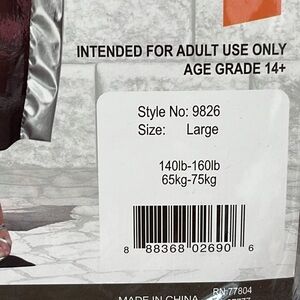 INTENDED FOR ADULT USE ONLY
AGE GRADE 14+
Style No: 9826
Size: Large
140lb-160lb
65kg-75kg
8 88368 02690 6
MADE IN CHINA
RN:77804